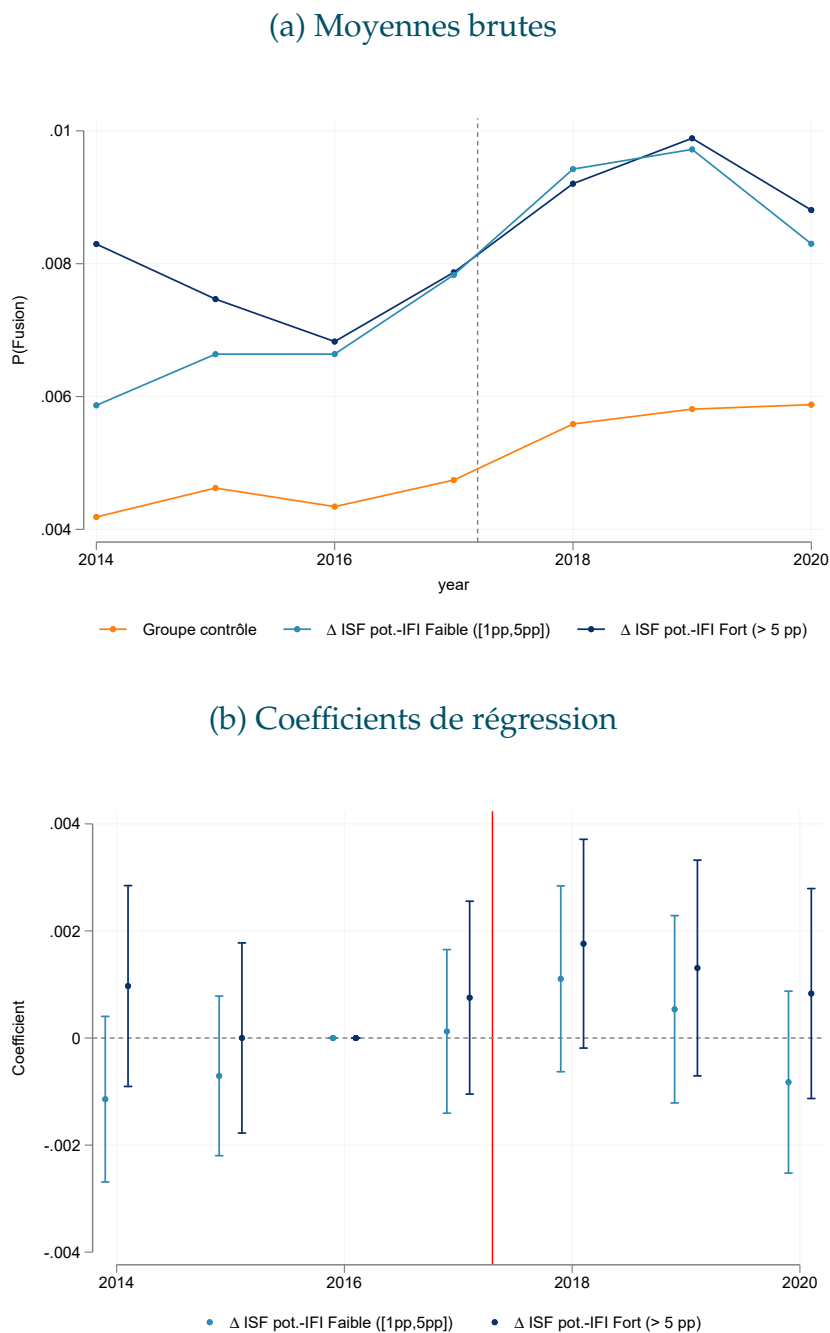 (a) Moyennes brutes
.01
.008
.006
.004
P(Fusion)
2014
2016
2018
2020
year
Groupe contrôle
Δ ISF pot.-IFI Faible ([1pp,5pp])
Δ ISF pot.-IFI Fort (> 5 pp)
(b) Coefficients de régression
.004
.002
0
-.002
-.004
Coefficient
2014
2016
2018
2020
Δ ISF pot.-IFI Faible ([1pp,5pp])
Δ ISF pot.-IFI Fort (> 5 pp)